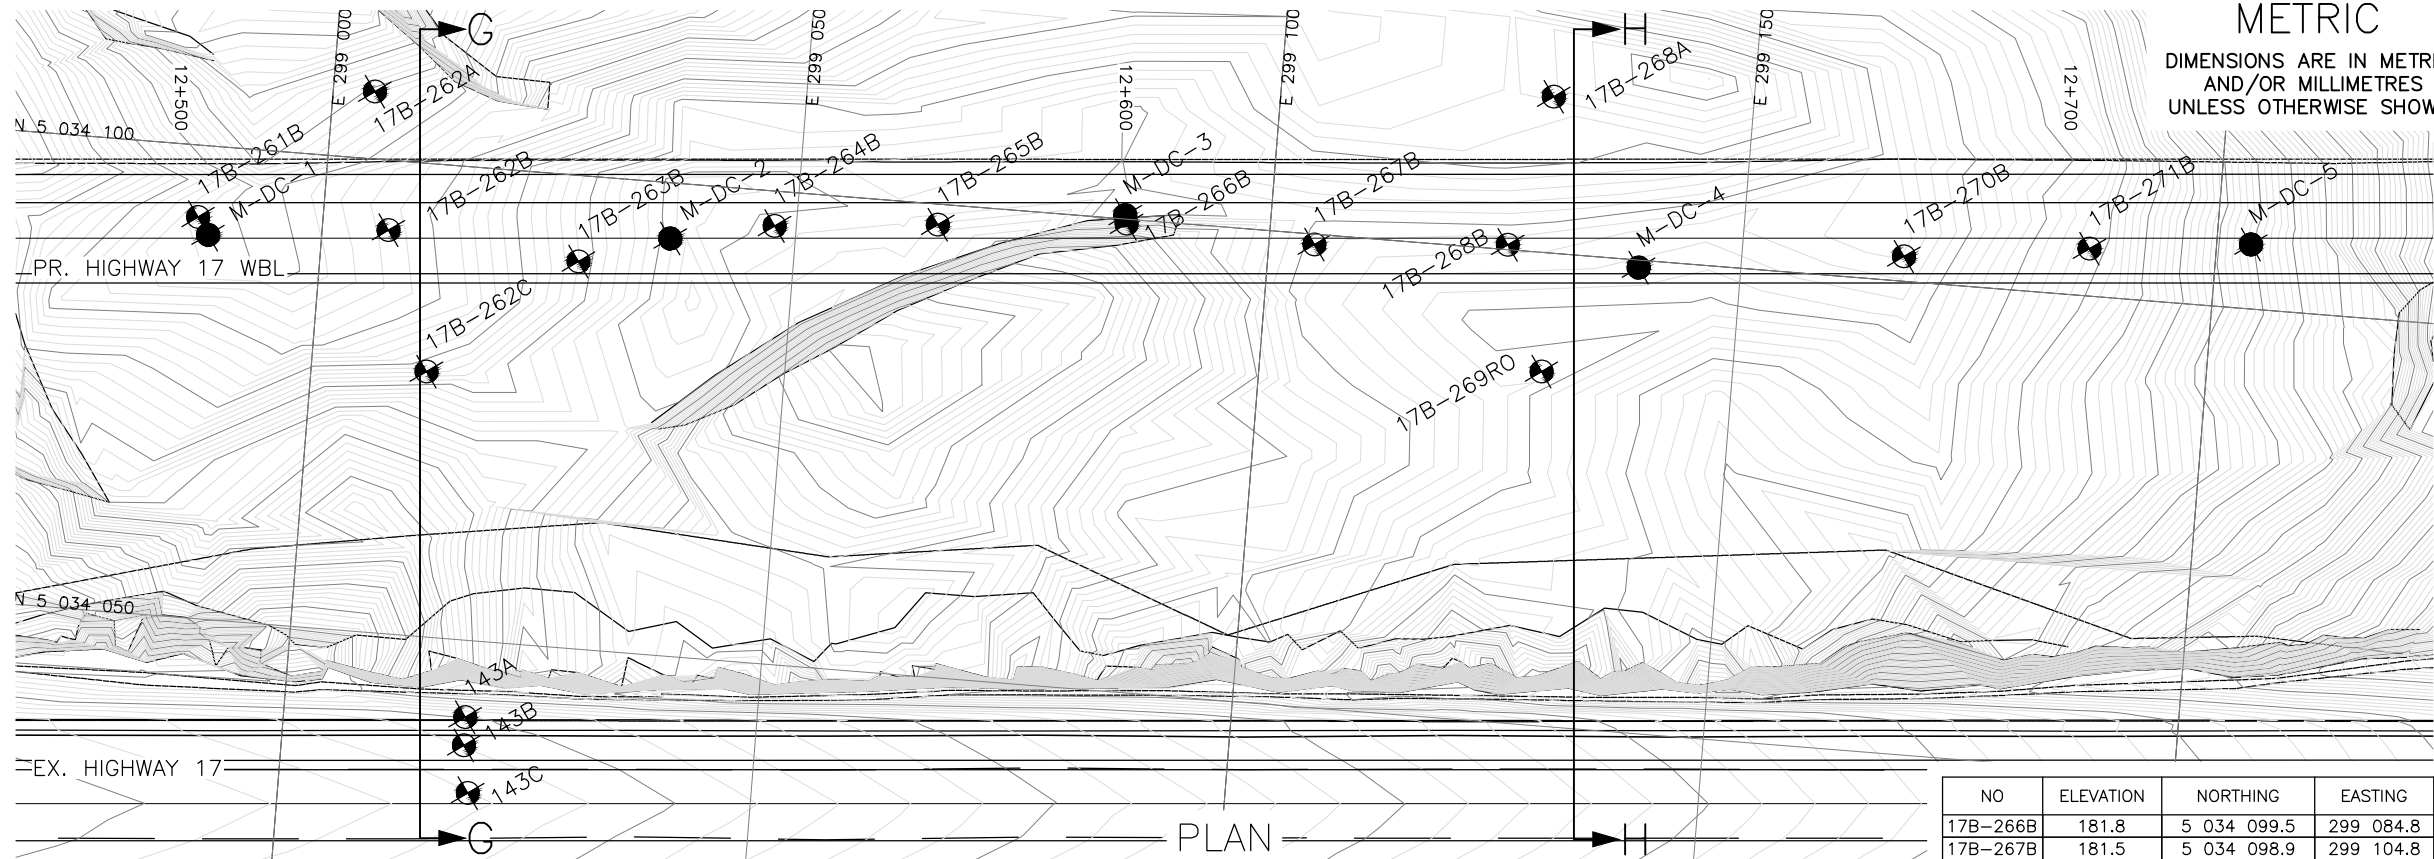 METRIC
DIMENSIONS ARE IN METR
AND/OR MILLIMETRES
UNLESS OTHERWISE SHOW
G
H
E 299 000
E 299 050
E 299 100
E 299 150
12+500
12+600
12+700
17B-262A
17B-268A
N 5 034 100
17B-261B
M-DC-1
17B-262B
17B-263B
M-DC-2
17B-264B
17B-265B
M-DC-3
17B-266B
17B-267B
17B-268B
M-DC-4
17B-270B
17B-271B
M-DC-5
PR. HIGHWAY 17 WBL
17B-262C
17B-269RO
N 5 034 050
143A
143B
143C
EX. HIGHWAY 17
G
PLAN
H
NO ELEVATION NORTHING EASTING
17B-266B 181.8 5 034 099.5 299 084.8
17B-267B 181.5 5 034 098.9 299 104.8